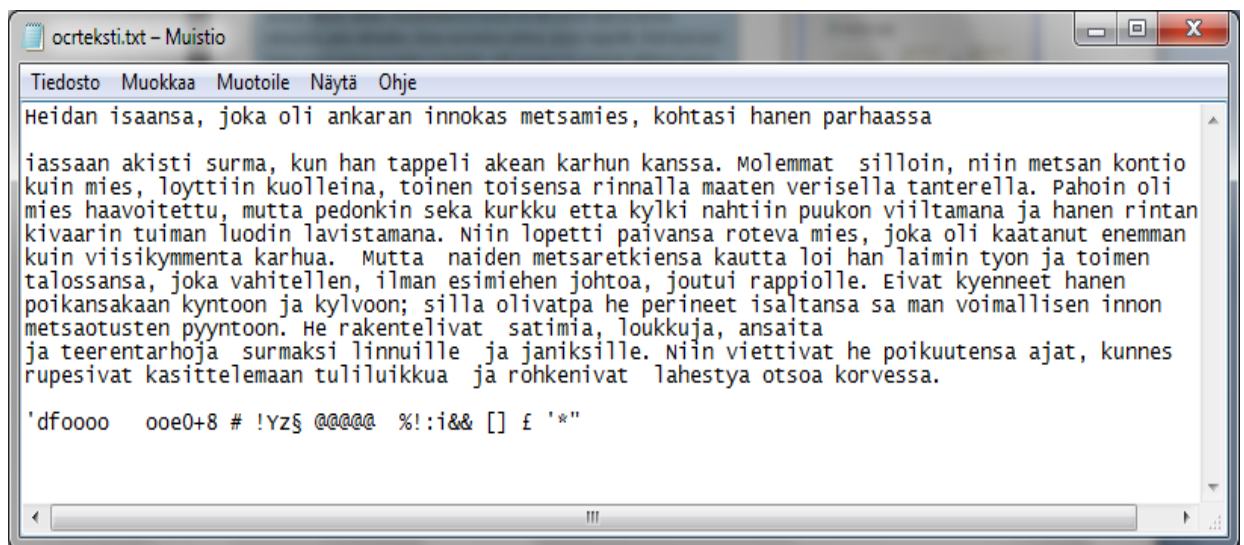 ocrteksti.txt – Muistio
Tiedosto Muokkaa Muotoile Näytä Ohje
Heidan isaansa, joka oli ankaran innokas metsamies, kohtasi hanen parhaassa
iassaan akisti surma, kun han tappeli akean karhun kanssa. Molemmat  silloin, niin metsan kontio
kuin mies, loyttiin kuolleina, toinen toisensa rinnalla maaten verisella tanterella. Pahoin oli
mies haavoitettu, mutta pedonkin seka kurkku etta kylki nahtiin puukon viiltamana ja hanen rintan
kivaarin tuiman luodin lavistamana. Niin lopetti paivansa roteva mies, joka oli kaatanut enemman
kuin viisikymmenta karhua.  Mutta  naiden metsaretkiensa kautta loi han laimin tyon ja toimen
talossansa, joka vahitellen, ilman esimiehen johtoa, joutui rappiolle. Eivat kyenneet hanen
poikansakaan kyntoon ja kylvoon; silla olivatpa he perineet isaltansa sa man voimallisen innon
metsaotusten pyyntoon. He rakentelivat  satimia, loukkuja, ansaita
ja teerentarhoja  surmaksi linnuille  ja janiksille. Niin viettivat he poikuutensa ajat, kunnes
rupesivat kasittelemaan tuliluikkua  ja rohkenivat  lahestya otsoa korvessa.
'dfoooo   ooe0+8 # !Yz§ @@@@@  %!:i&& [] £ '*"